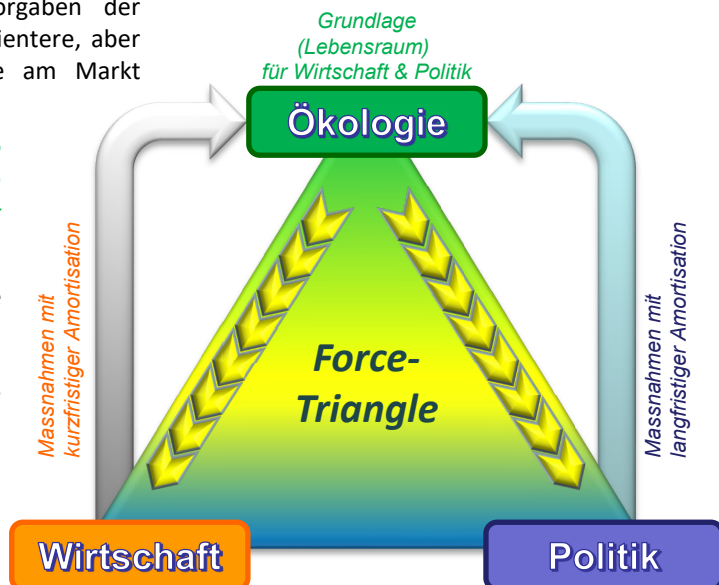 orgaben der
ientere, aber
e am Markt
Grundlage
(Lebensraum)
für Wirtschaft & Politik
Ökologie
Massnahmen mit
kurzfristiger Amortisation
Massnahmen mit
langfristiger Amortisation
Force-
Triangle
Wirtschaft
Politik